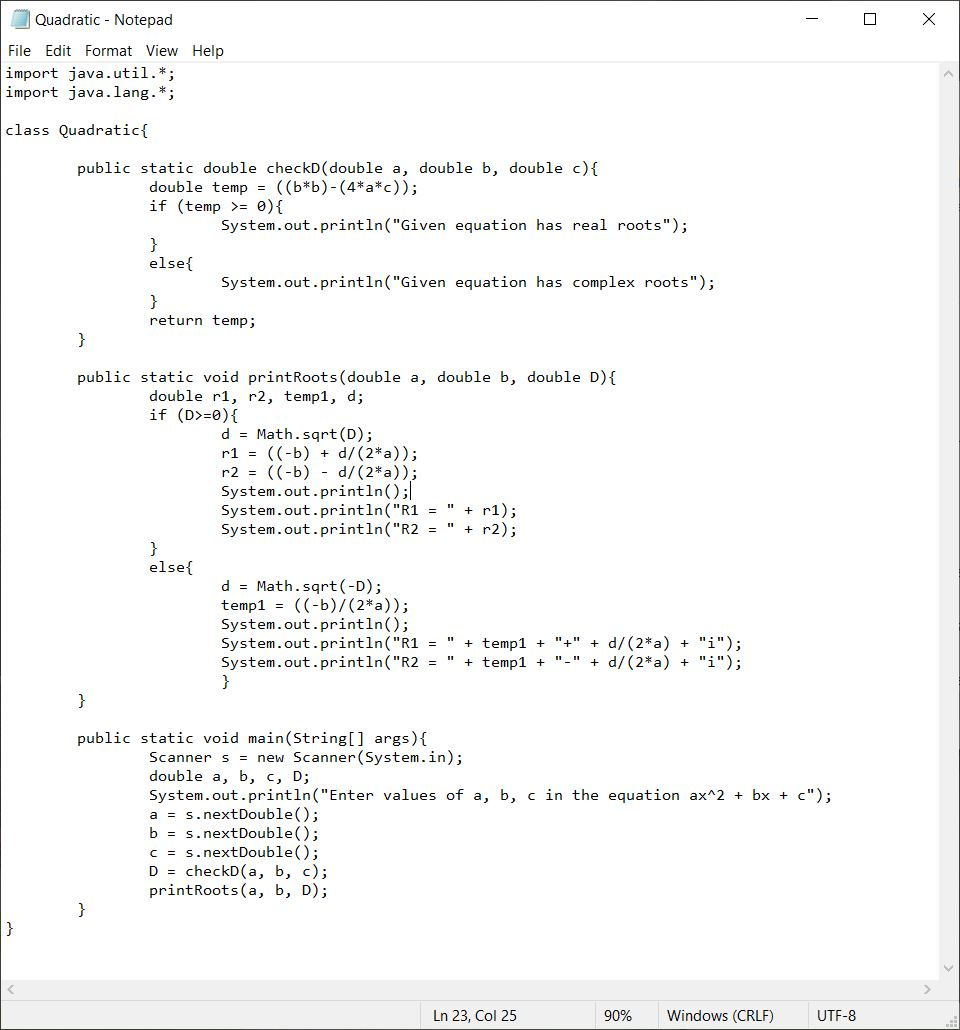 Quadratic - Notepad
File Edit Format View Help
import java.util.*;
import java.lang.*;

class Quadratic{

        public static double checkD(double a, double b, double c){
                double temp = ((b*b)-(4*a*c));
                if (temp >= 0){
                        System.out.println("Given equation has real roots");
                }
                else{
                        System.out.println("Given equation has complex roots");
                }
                return temp;
        }

        public static void printRoots(double a, double b, double D){
                double r1, r2, temp1, d;
                if (D>=0){
                        d = Math.sqrt(D);
                        r1 = ((-b) + d/(2*a));
                        r2 = ((-b) - d/(2*a));
                        System.out.println();
                        System.out.println("R1 = " + r1);
                        System.out.println("R2 = " + r2);
                }
                else{
                        d = Math.sqrt(-D);
                        temp1 = ((-b)/(2*a));
                        System.out.println();
                        System.out.println("R1 = " + temp1 + "+" + d/(2*a) + "i");
                        System.out.println("R2 = " + temp1 + "-" + d/(2*a) + "i");
                        }
        }

        public static void main(String[] args){
                Scanner s = new Scanner(System.in);
                double a, b, c, D;
                System.out.println("Enter values of a, b, c in the equation ax^2 + bx + c");
                a = s.nextDouble();
                b = s.nextDouble();
                c = s.nextDouble();
                D = checkD(a, b, c);
                printRoots(a, b, D);
        }
}
Ln 23, Col 25 90% Windows (CRLF) UTF-8